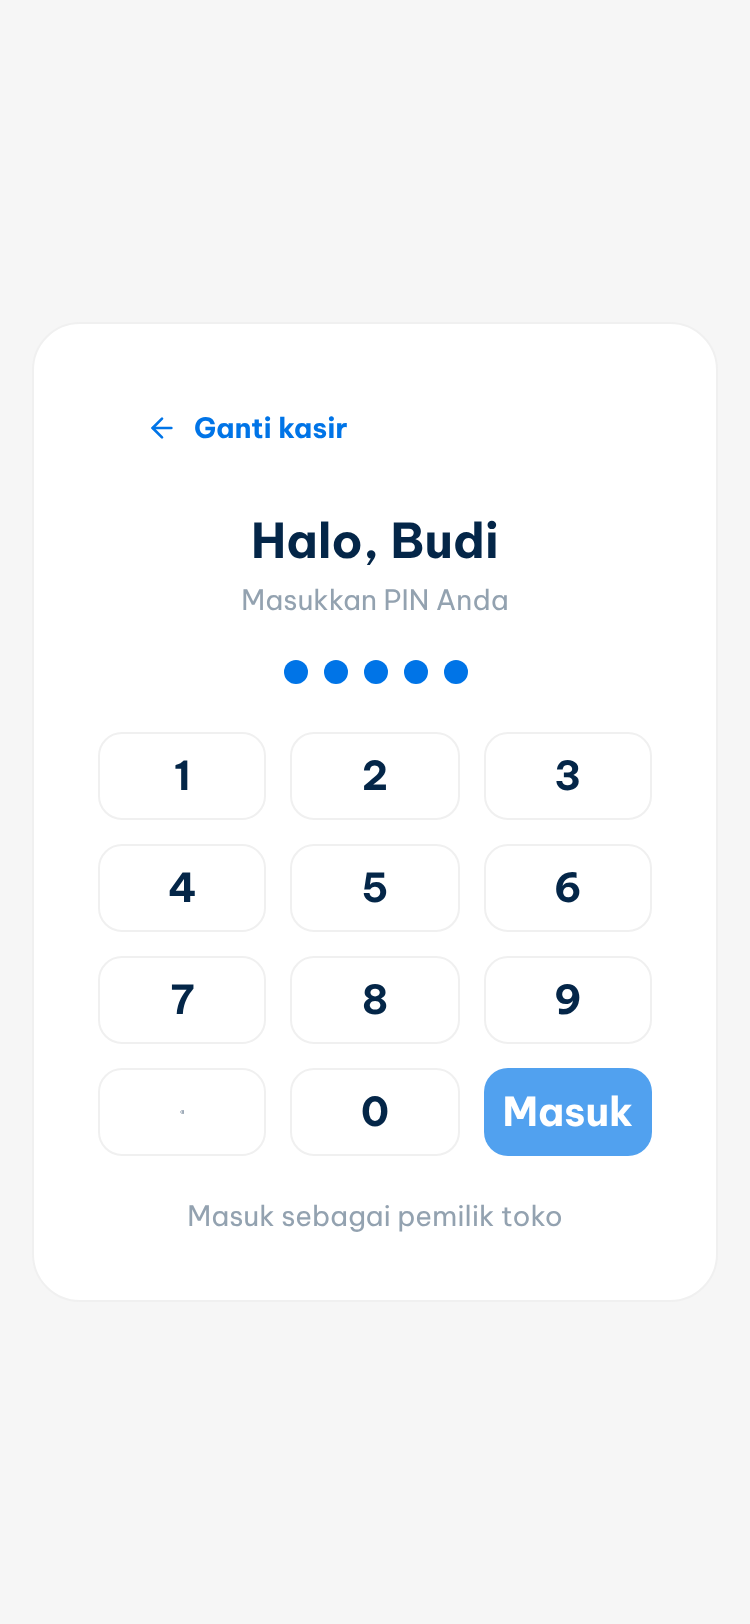 Ganti kasir
Halo, Budi
Masukkan PIN Anda
1 2 3
4 5 6
7 8 9
0 Masuk
Masuk sebagai pemilik toko